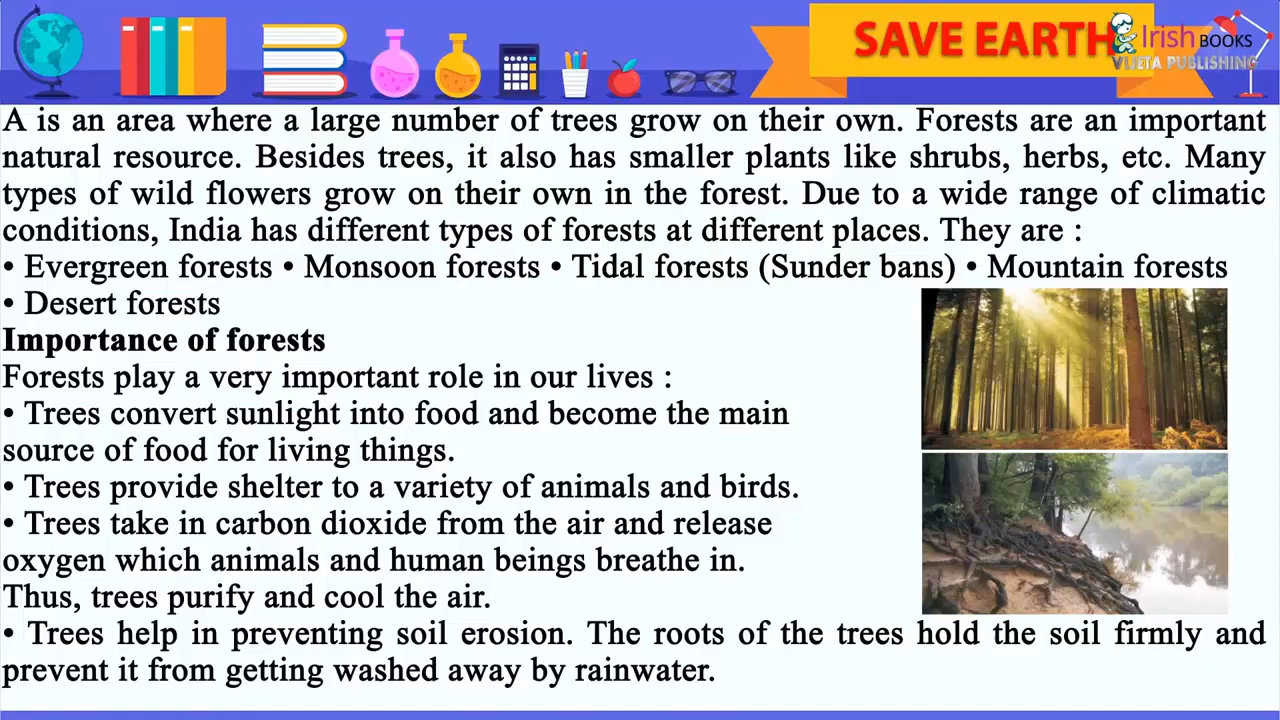 SAVE EARTH
Irish BOOKS
VIJETA PUBLISHING
A is an area where a large number of trees grow on their own. Forests are an important
natural resource. Besides trees, it also has smaller plants like shrubs, herbs, etc. Many
types of wild flowers grow on their own in the forest. Due to a wide range of climatic
conditions, India has different types of forests at different places. They are :
• Evergreen forests • Monsoon forests • Tidal forests (Sunder bans) • Mountain forests
• Desert forests
Importance of forests
Forests play a very important role in our lives :
• Trees convert sunlight into food and become the main
source of food for living things.
• Trees provide shelter to a variety of animals and birds.
• Trees take in carbon dioxide from the air and release
oxygen which animals and human beings breathe in.
Thus, trees purify and cool the air.
• Trees help in preventing soil erosion. The roots of the trees hold the soil firmly and
prevent it from getting washed away by rainwater.